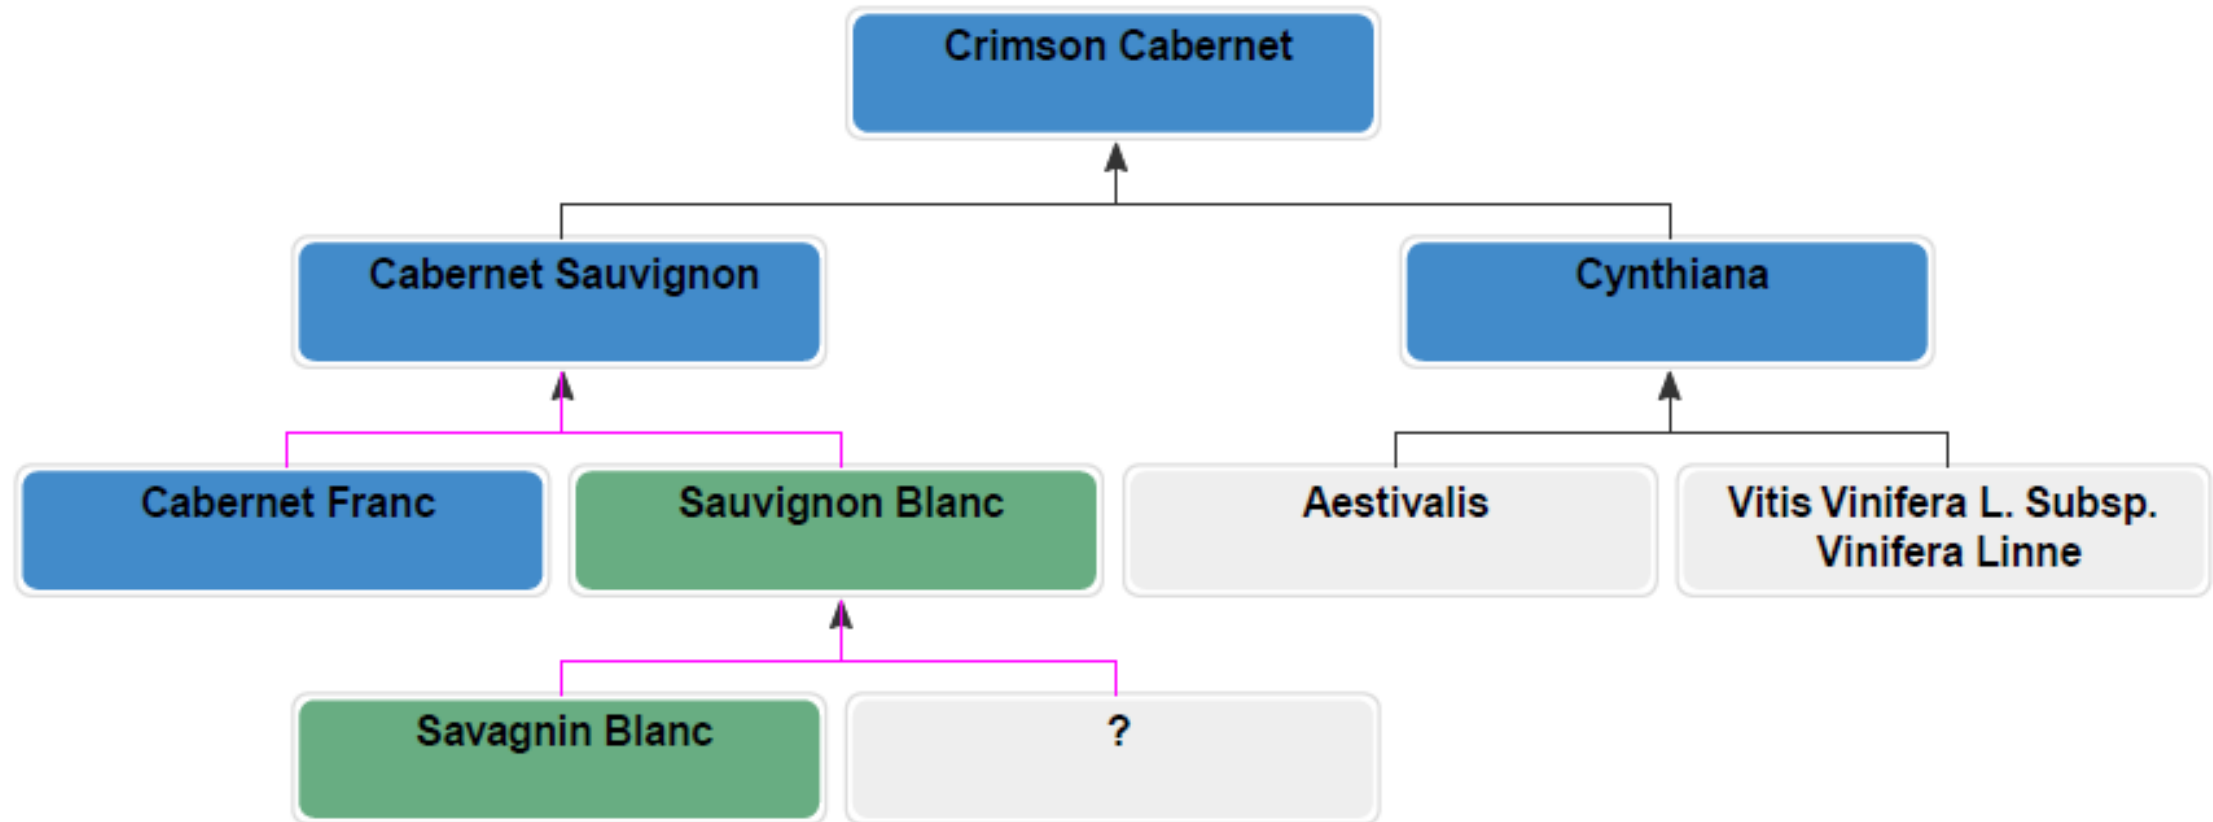 Crimson Cabernet
Cabernet Sauvignon
Cynthiana
Cabernet Franc
Sauvignon Blanc
Aestivalis
Vitis Vinifera L. Subsp.
Vinifera Linne
Savagnin Blanc
?